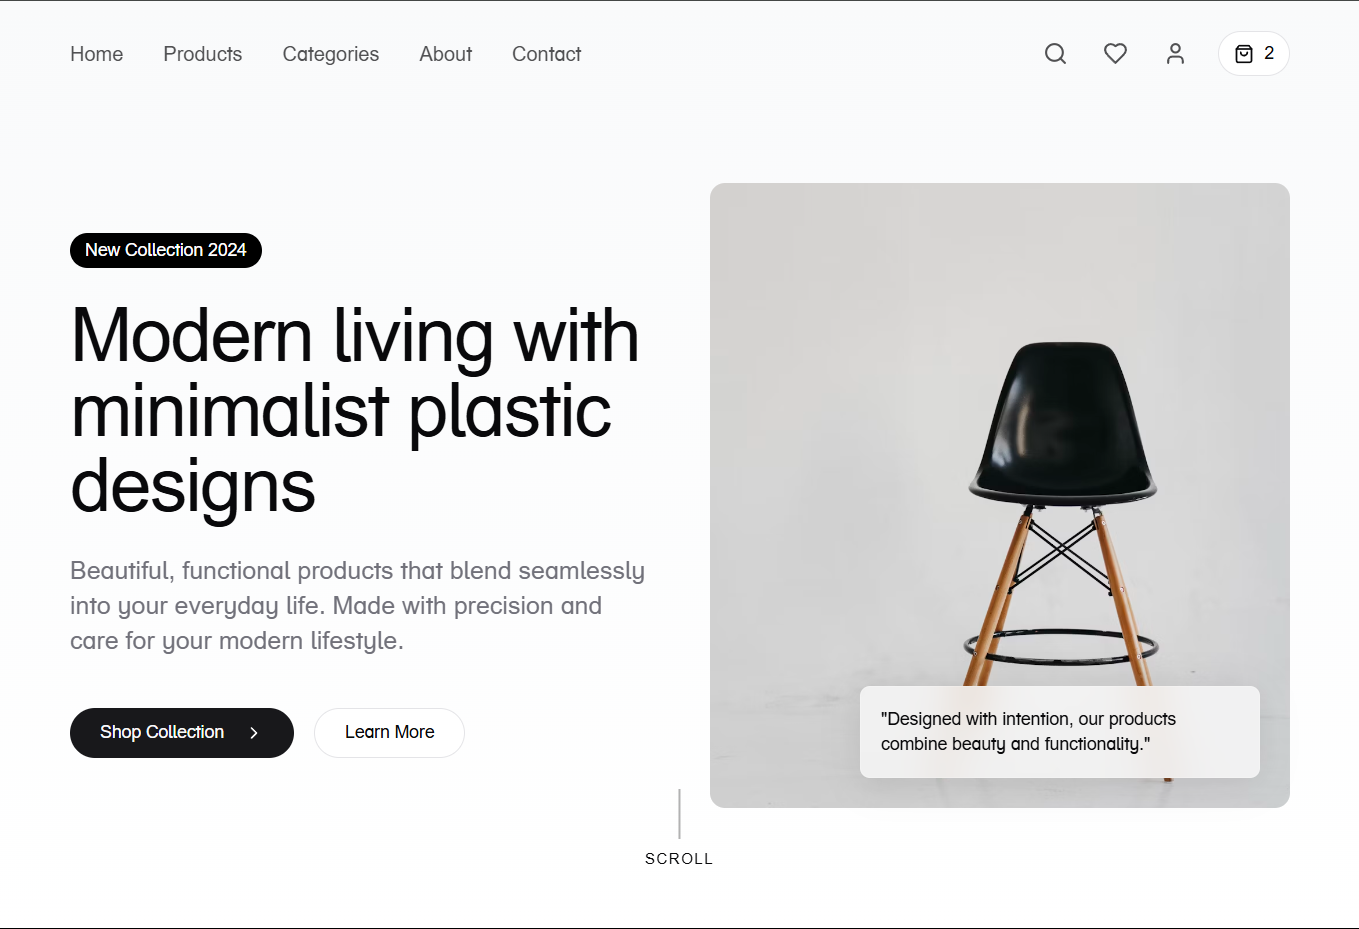 Home Products Categories About Contact 2
New Collection 2024
Modern living with
minimalist plastic
designs
Beautiful, functional products that blend seamlessly
into your everyday life. Made with precision and
care for your modern lifestyle.
Shop Collection Learn More
"Designed with intention, our products
combine beauty and functionality."
SCROLL